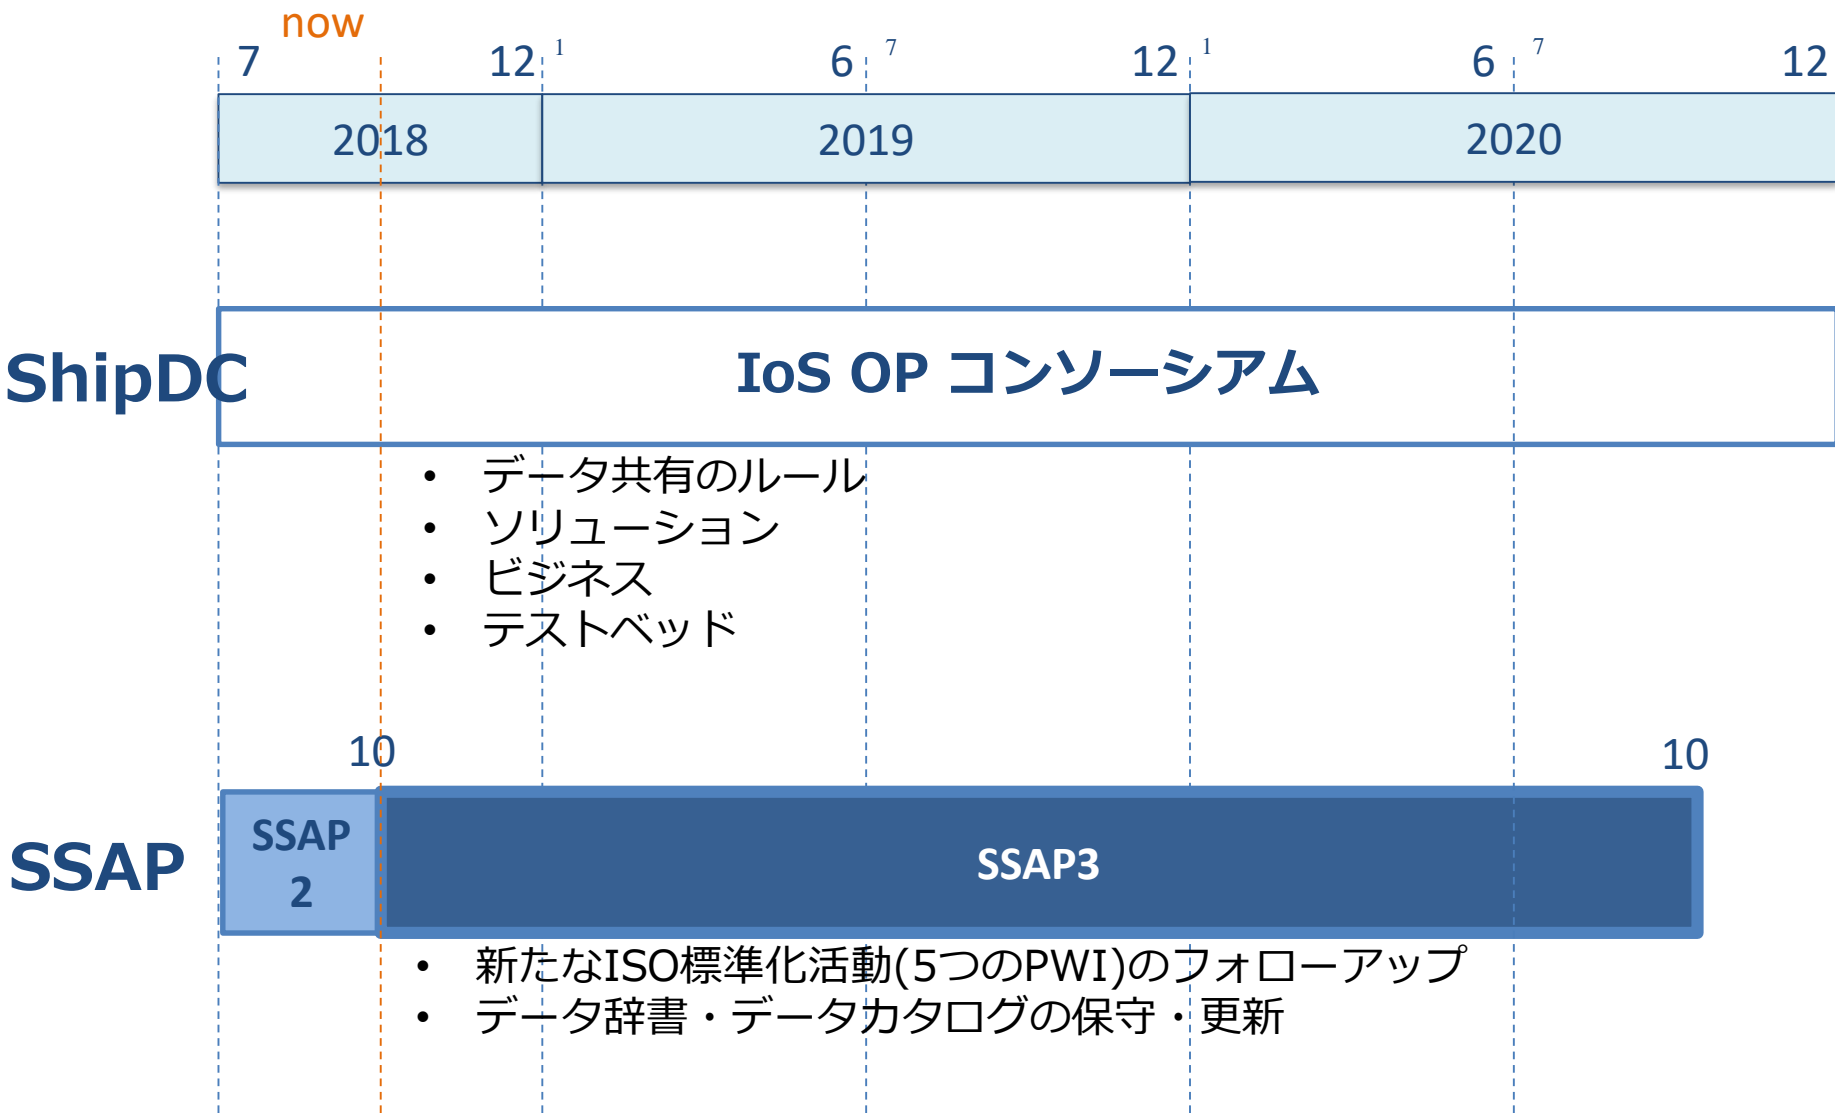 now
7 12 1 6 7 12 1 6 7 12
2018 2019 2020
ShipDC
IoS OP コンソーシアム
• データ共有のルール
• ソリューション
• ビジネス
• テストベッド
10 10
SSAP
SSAP
2
SSAP3
• 新たなISO標準化活動(5つのPWI)のフォローアップ
• データ辞書・データカタログの保守・更新